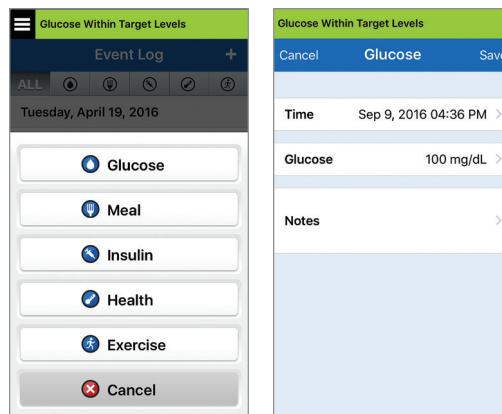 Glucose Within Target Levels
Event Log +
ALL
Tuesday, April 19, 2016
Glucose
Meal
Insulin
Health
Exercise
Cancel
Glucose Within Target Levels
Cancel Glucose Save
Time Sep 9, 2016 04:36 PM >
Glucose 100 mg/dL >
Notes >